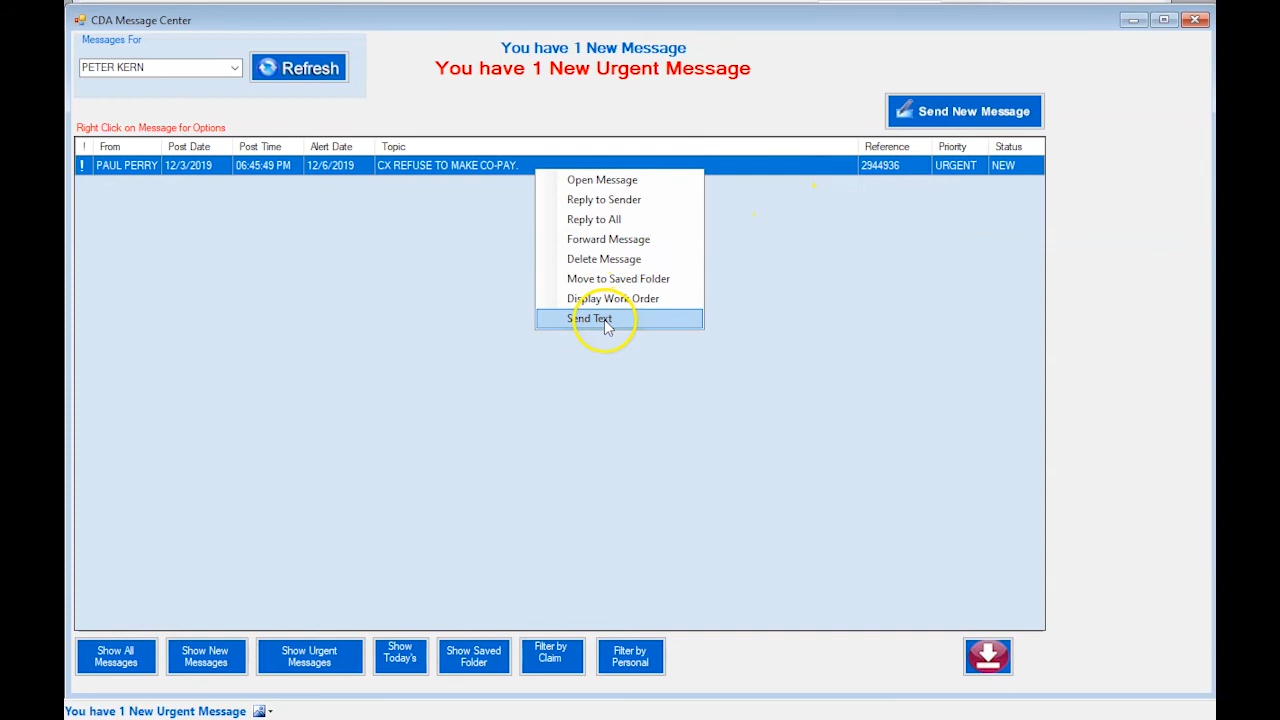 CDA Message Center
Messages For
PETER KERN
Refresh
You have 1 New Message
You have 1 New Urgent Message
Send New Message
Right Click on Message for Options
! From Post Date Post Time Alert Date Topic Reference Priority Status
! PAUL PERRY 12/3/2019 06:45:49 PM 12/6/2019 CX REFUSE TO MAKE CO-PAY. 2944936 URGENT NEW
Open Message
Reply to Sender
Reply to All
Forward Message
Delete Message
Move to Saved Folder
Display Work Order
Send Text
Show All
Messages
Show New
Messages
Show Urgent
Messages
Show
Today's
Show Saved
Folder
Filter by
Claim
Filter by
Personal
You have 1 New Urgent Message